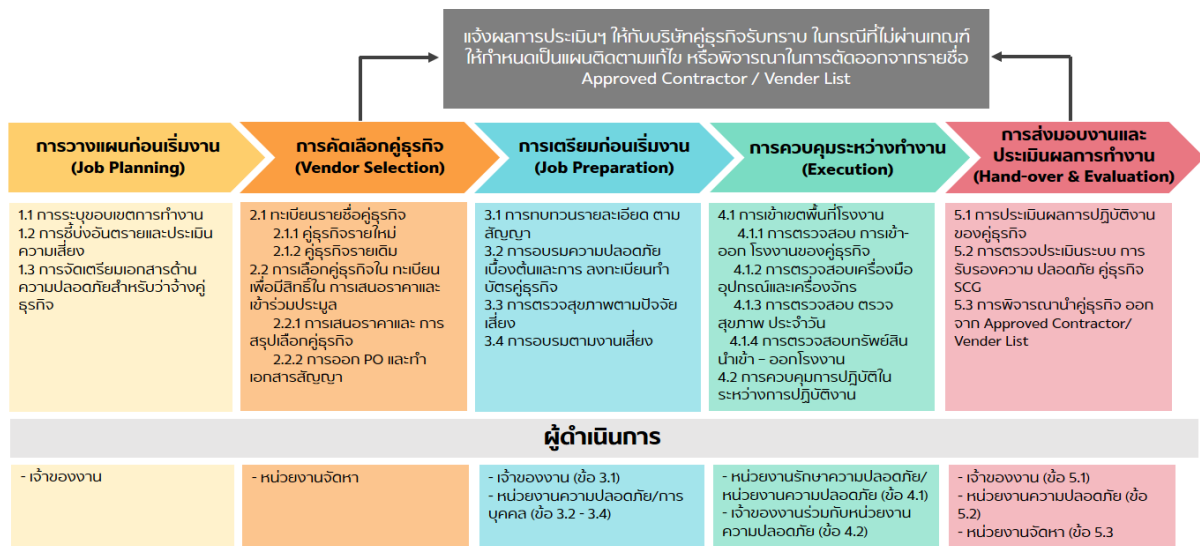 แจ้งผลการประเมินฯ ให้กับบริษัทคู่ธุรกิจรับทราบ ในกรณีที่ไม่ผ่านเกณฑ์
ให้กำหนดเป็นแผนติดตามแก้ไข หรือพิจารณาในการตัดออกจากรายชื่อ
Approved Contractor / Vender List
การวางแผนก่อนเริ่มงาน
(Job Planning)
การคัดเลือกคู่ธุรกิจ
(Vendor Selection)
การเตรียมก่อนเริ่มงาน
(Job Preparation)
การควบคุมระหว่างทำงาน
(Execution)
การส่งมอบงานและ
ประเมินผลการทำงาน
(Hand-over & Evaluation)
1.1 การระบุขอบเขตการทำงาน
1.2 การชี้บ่งอันตรายและประเมิน
ความเสี่ยง
1.3 การจัดเตรียมเอกสารด้าน
ความปลอดภัยสำหรับว่าจ้างคู่
ธุรกิจ
2.1 ทะเบียนรายชื่อคู่ธุรกิจ
2.1.1 คู่ธุรกิจรายใหม่
2.1.2 คู่ธุรกิจรายเดิม
2.2 การเลือกคู่ธุรกิจใน ทะเบียน
เพื่อมีสิทธิ์ใน การเสนอราคาและ
เข้าร่วมประมูล
2.2.1 การเสนอราคาและ การ
สรุปเลือกคู่ธุรกิจ
2.2.2 การออก PO และทำ
เอกสารสัญญา
3.1 การทบทวนรายละเอียด ตาม
สัญญา
3.2 การอบรมความปลอดภัย
เบื้องต้นและการ ลงทะเบียนทำ
บัตรคู่ธุรกิจ
3.3 การตรวจสุขภาพตามปัจจัย
เสี่ยง
3.4 การอบรมตามงานเสี่ยง
4.1 การเข้าเขตพื้นที่โรงงาน
4.1.1 การตรวจสอบ การเข้า-
ออก โรงงานของคู่ธุรกิจ
4.1.2 การตรวจสอบเครื่องมือ
อุปกรณ์และเครื่องจักร
4.1.3 การตรวจสอบ ตรวจ
สุขภาพ ประจำวัน
4.1.4 การตรวจสอบทรัพย์สิน
นำเข้า – ออกโรงงาน
4.2 การควบคุมการปฏิบัติใน
ระหว่างการปฏิบัติงาน
5.1 การประเมินผลการปฏิบัติงาน
ของคู่ธุรกิจ
5.2 การตรวจประเมินระบบ การ
รับรองความ ปลอดภัย คู่ธุรกิจ
SCG
5.3 การพิจารณานำคู่ธุรกิจ ออก
จาก Approved Contractor/
Vender List
ผู้ดำเนินการ
- เจ้าของงาน
- หน่วยงานจัดหา
- เจ้าของงาน (ข้อ 3.1)
- หน่วยงานความปลอดภัย/การ
บุคคล (ข้อ 3.2 - 3.4)
- หน่วยงานรักษาความปลอดภัย/
หน่วยงานความปลอดภัย (ข้อ 4.1)
- เจ้าของงานร่วมกับหน่วยงาน
ความปลอดภัย (ข้อ 4.2)
- เจ้าของงาน (ข้อ 5.1)
- หน่วยงานความปลอดภัย (ข้อ
5.2)
- หน่วยงานจัดหา (ข้อ 5.3